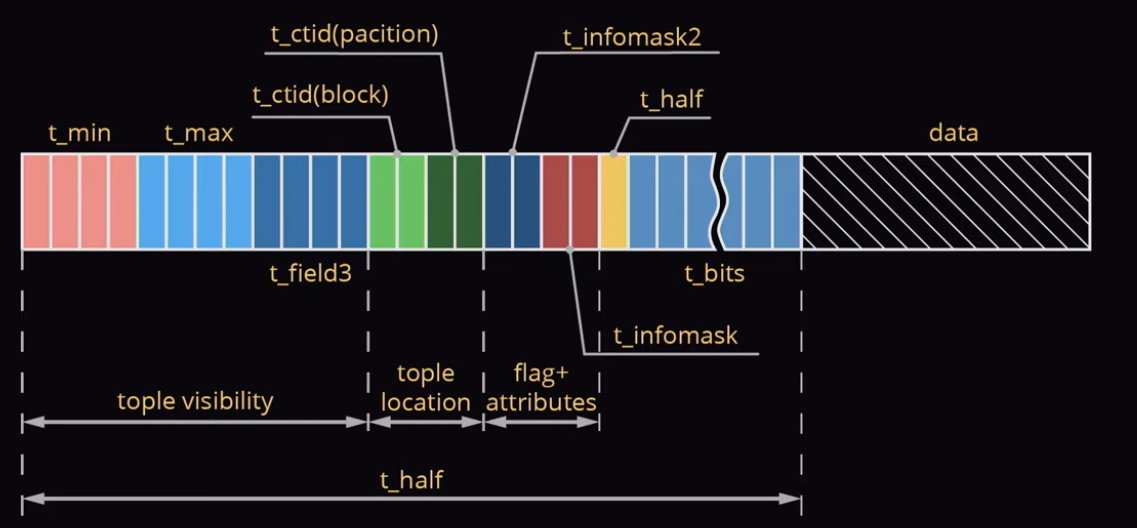 t_ctid(pacition)
t_infomask2
t_ctid(block)
t_half
t_min
t_max
data
t_field3
t_bits
t_infomask
tople
location
flag+
attributes
tople visibility
t_half